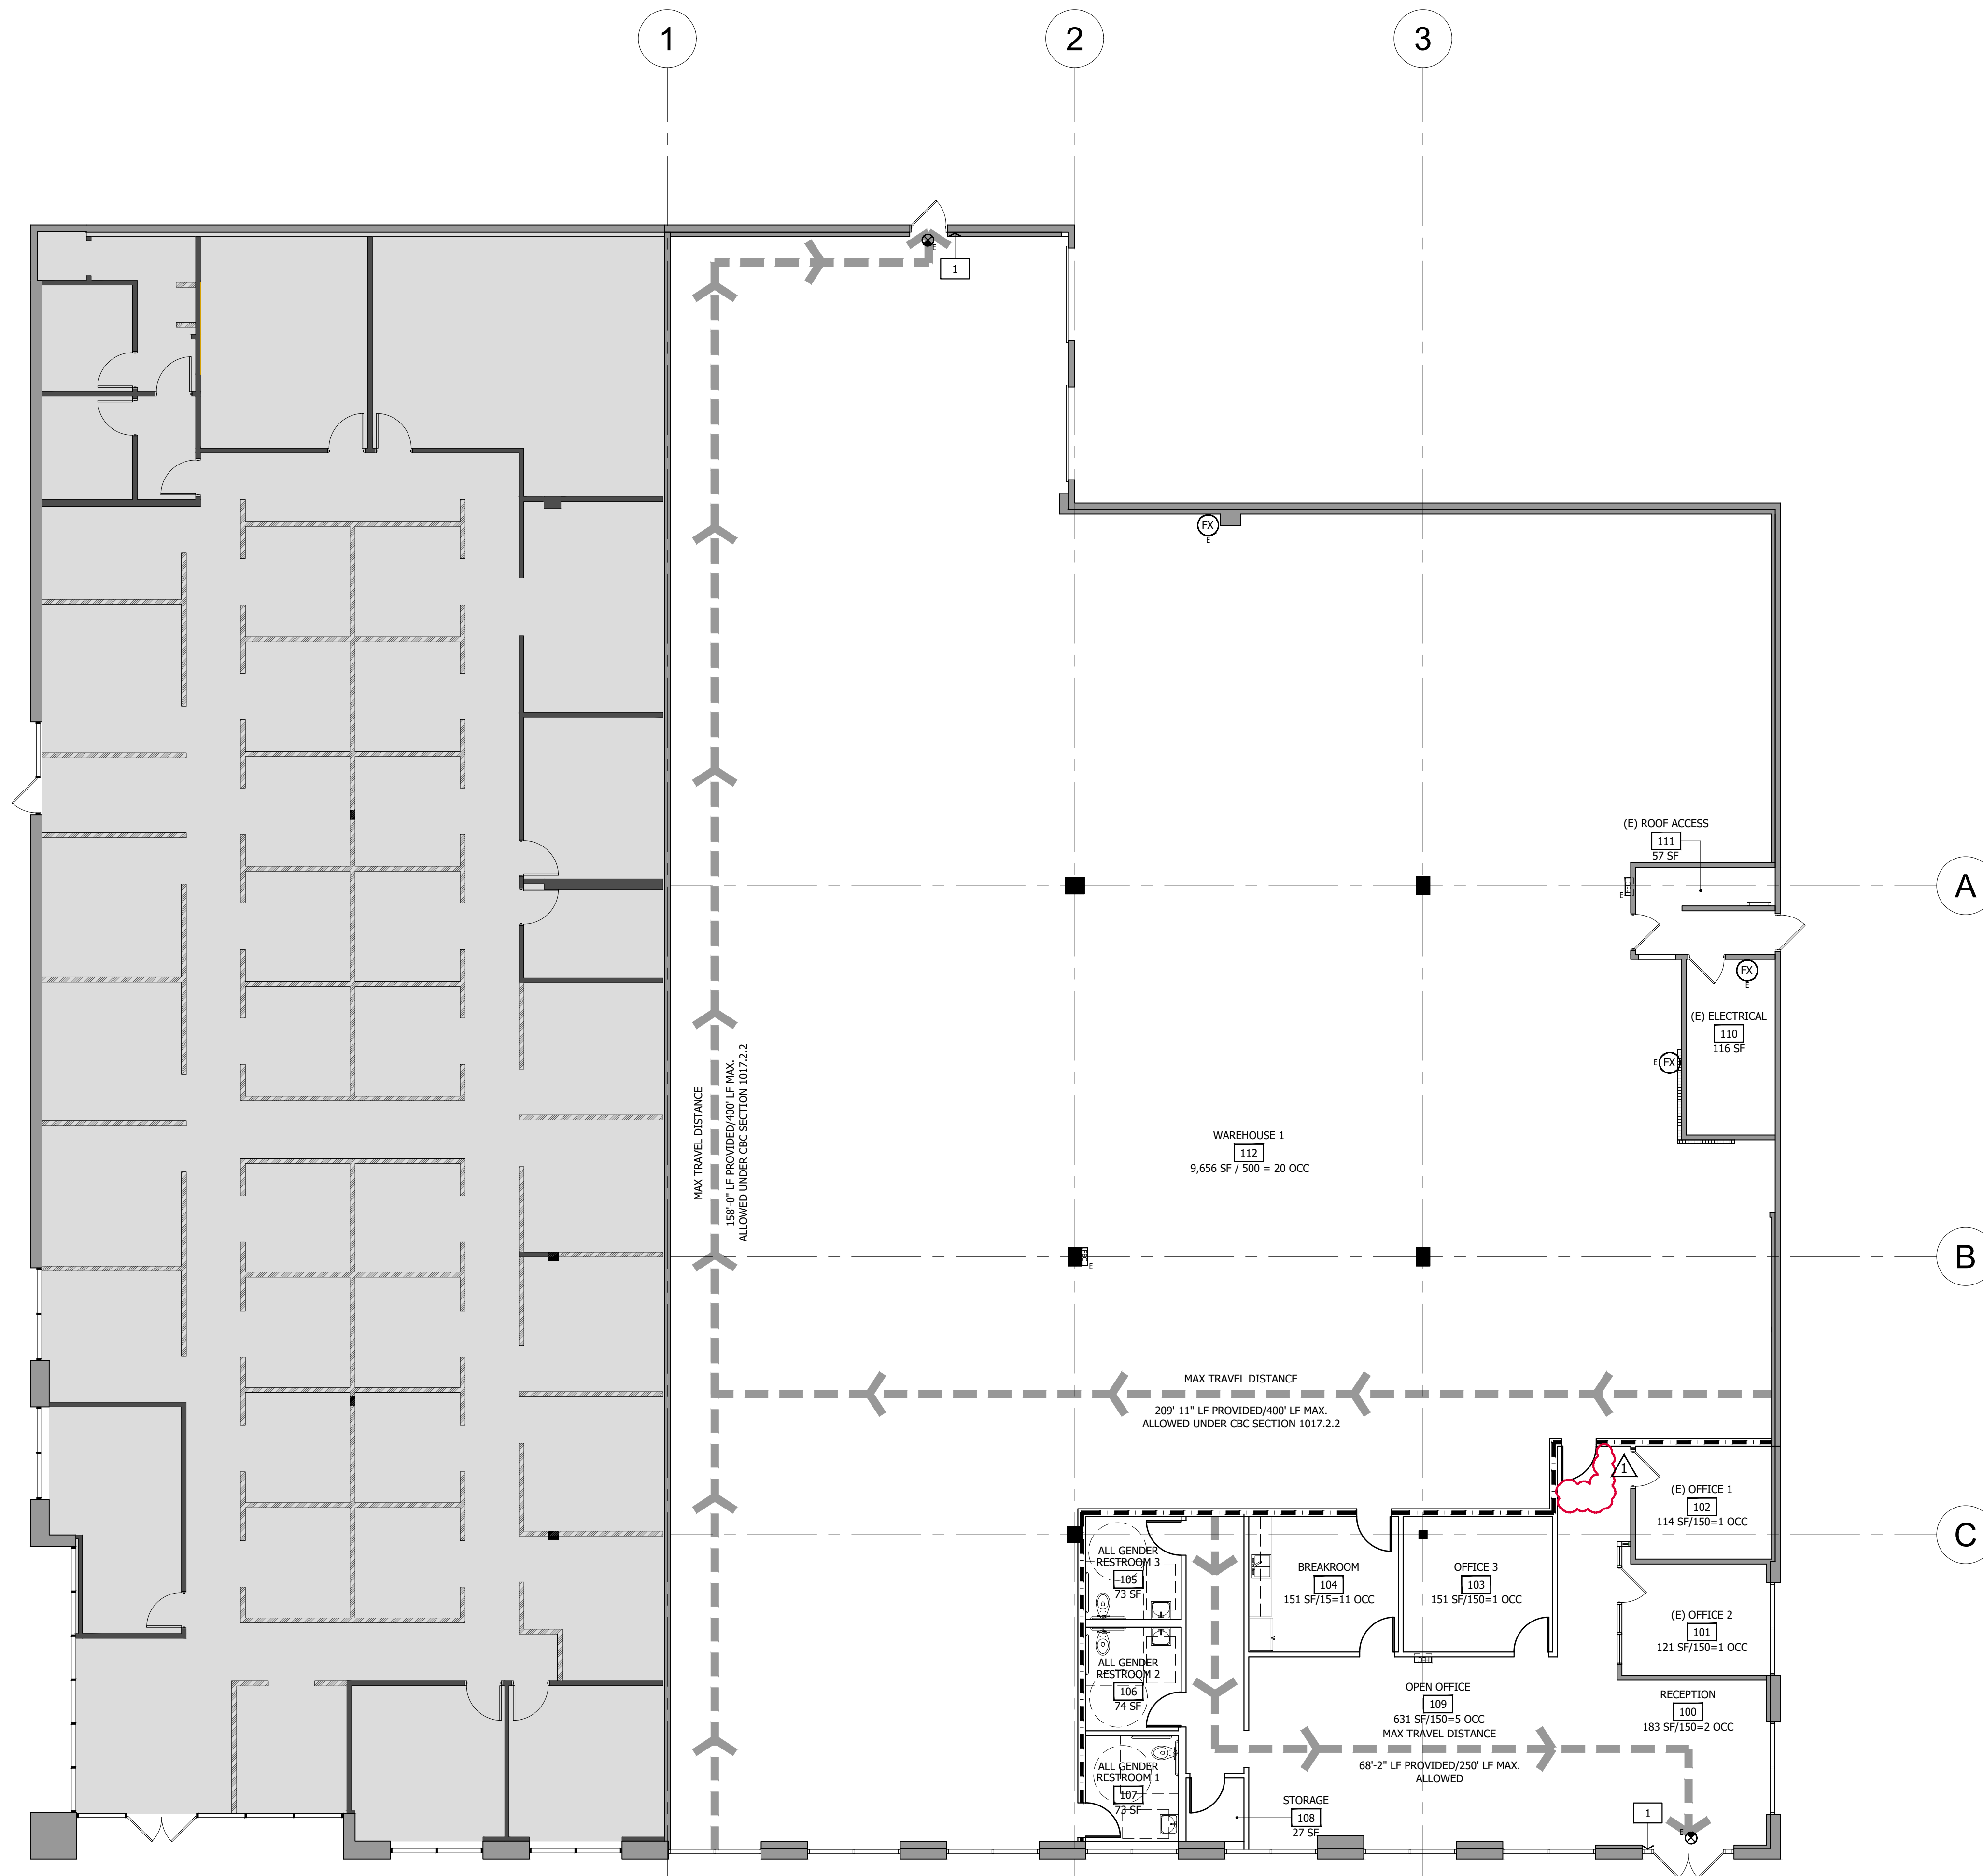 1
2
3
E
1
FX
E
(E) ROOF ACCESS
111
57 SF
E
A
FX
E
(E) ELECTRICAL
110
116 SF
E
FX
MAX TRAVEL DISTANCE
158'-0" LF PROVIDED/400' LF MAX.
ALLOWED UNDER CBC SECTION 1017.2.2
WAREHOUSE 1
112
9,656 SF / 500 = 20 OCC
E
B
MAX TRAVEL DISTANCE
209'-11" LF PROVIDED/400' LF MAX.
ALLOWED UNDER CBC SECTION 1017.2.2
1
(E) OFFICE 1
102
114 SF/150=1 OCC
C
ALL GENDER
RESTROOM 3
105
73 SF
BREAKROOM
104
151 SF/15=11 OCC
OFFICE 3
103
151 SF/150=1 OCC
(E) OFFICE 2
101
121 SF/150=1 OCC
ALL GENDER
RESTROOM 2
106
74 SF
OPEN OFFICE
109
631 SF/150=5 OCC
RECEPTION
100
183 SF/150=2 OCC
MAX TRAVEL DISTANCE
68'-2" LF PROVIDED/250' LF MAX.
ALLOWED
ALL GENDER
RESTROOM 1
107
73 SF
STORAGE
108
27 SF
1
E